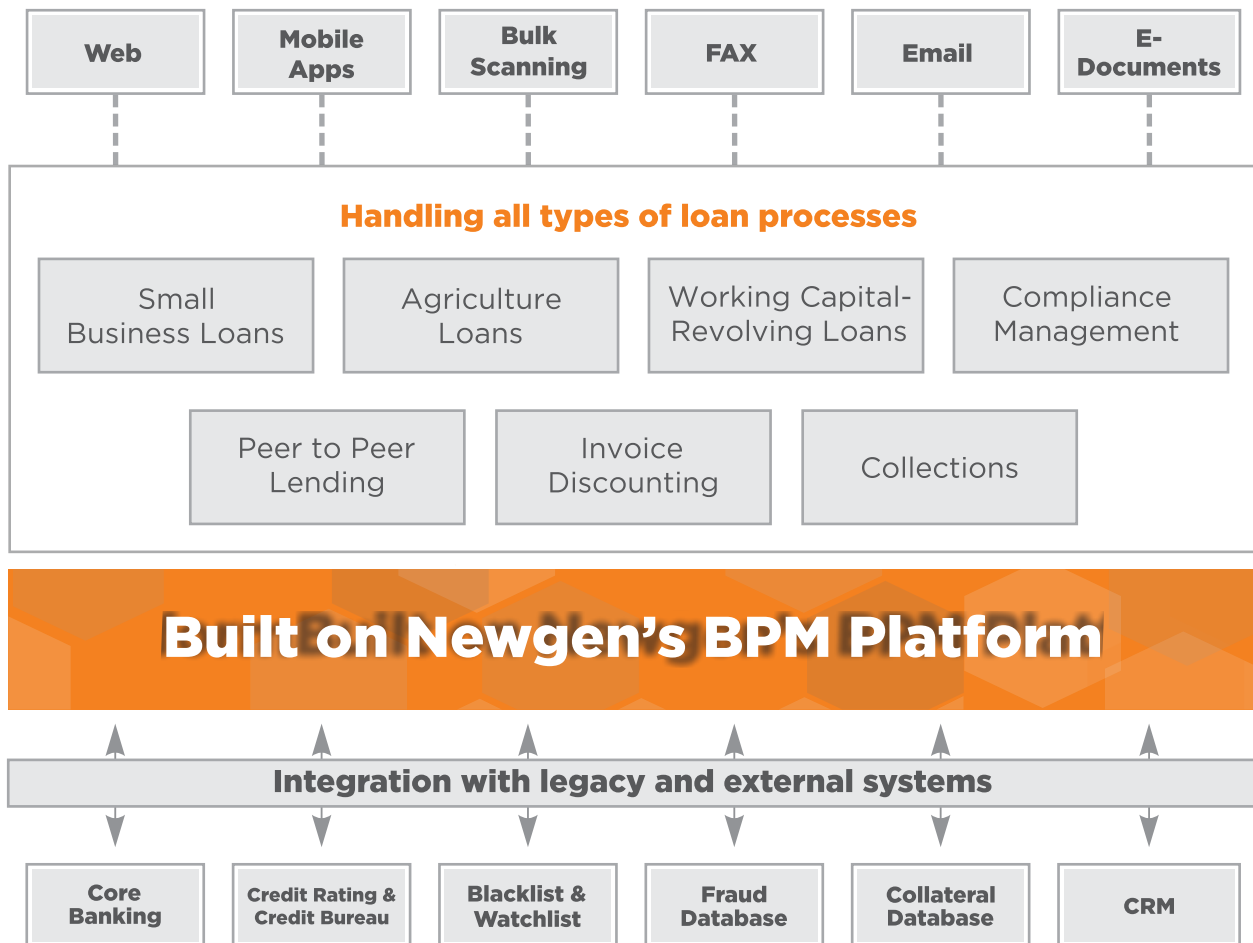 Web
Mobile
Apps
Bulk
Scanning
FAX
Email
E-
Documents
Handling all types of loan processes
Small
Business Loans
Agriculture
Loans
Working Capital-
Revolving Loans
Compliance
Management
Peer to Peer
Lending
Invoice
Discounting
Collections
Built on Newgen’s BPM Platform
Integration with legacy and external systems
Core
Banking
Credit Rating &
Credit Bureau
Blacklist &
Watchlist
Fraud
Database
Collateral
Database
CRM